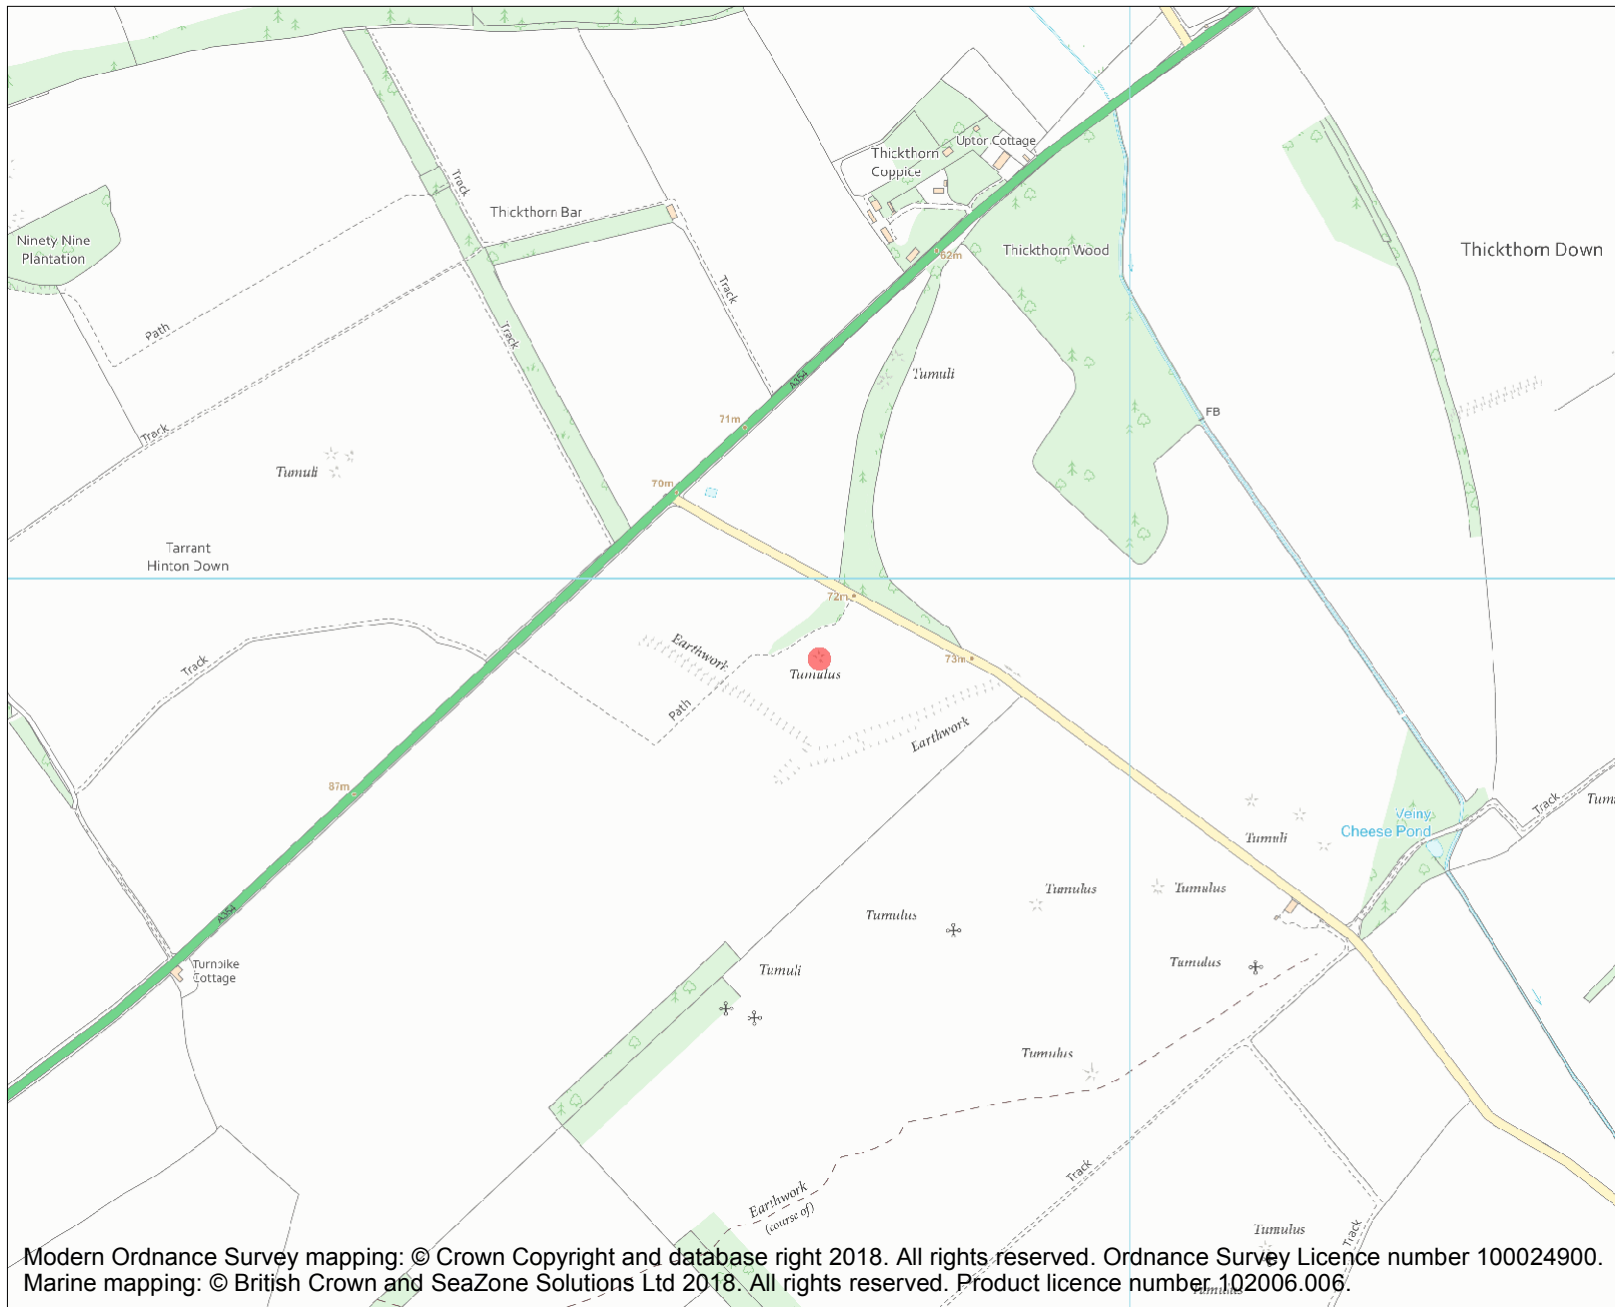 Thickthorn
Coppice
Upton Cottage
Track
Thickthorn Bar
Ninety Nine
Plantation
62m
Thickthorn Wood
Thickthorn Down
Track
Path
Track
A354
Tumuli
71m
FB
Track
Tumuli
70m
Tarrant
Hinton Down
72m
Earthwork
73m
Track
Tumulus
Path
Earthwork
87m
Veiny
Cheese Pond
Track
Tumuli
Tumulus
Tumulus
Tumulus
A354
Tumulus
Turnpike
Cottage
Tumuli
Tumulus
Track
Earthwork
(course of)
Track
Tumulus
Modern Ordnance Survey mapping: © Crown Copyright and database right 2018. All rights reserved. Ordnance Survey Licence number 100024900.
Marine mapping: © British Crown and SeaZone Solutions Ltd 2018. All rights reserved. Product licence number 102006.006.